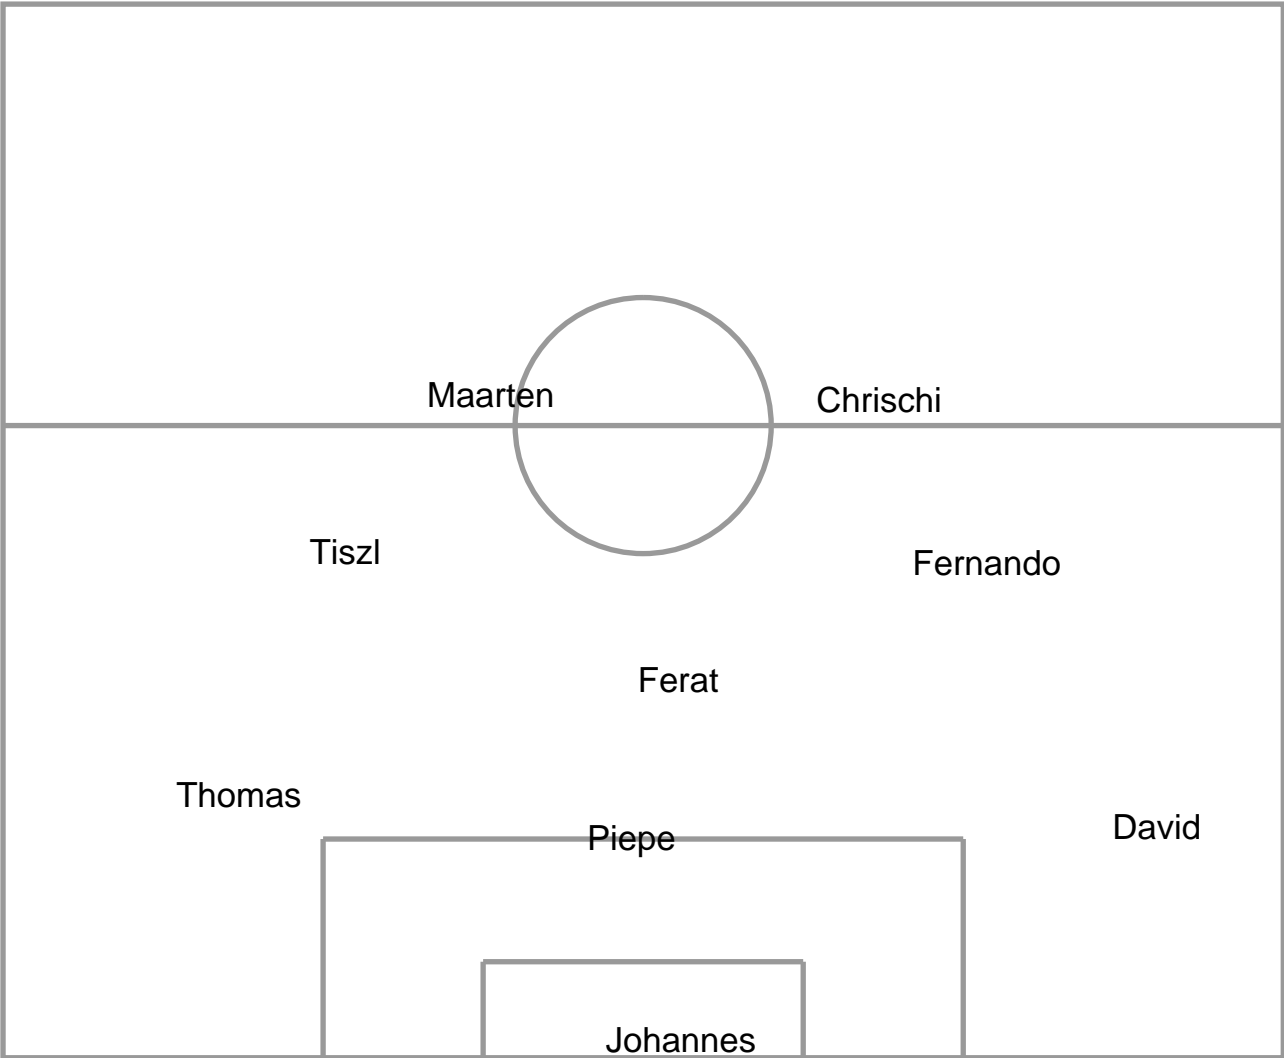 Maarten
Chrischi
Tiszl
Fernando
Ferat
Thomas
David
Piepe
Johannes